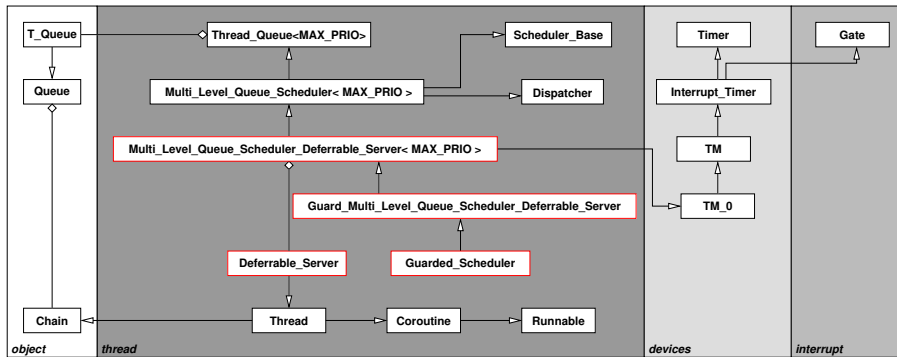 T_Queue
Thread_Queue<MAX_PRIO>
Scheduler_Base
Timer
Gate
Queue
Multi_Level_Queue_Scheduler< MAX_PRIO >
Dispatcher
Interrupt_Timer
Multi_Level_Queue_Scheduler_Deferrable_Server< MAX_PRIO >
TM
Guard_Multi_Level_Queue_Scheduler_Deferrable_Server
TM_0
Deferrable_Server
Guarded_Scheduler
Chain
Thread
Coroutine
Runnable
object
thread
devices
interrupt